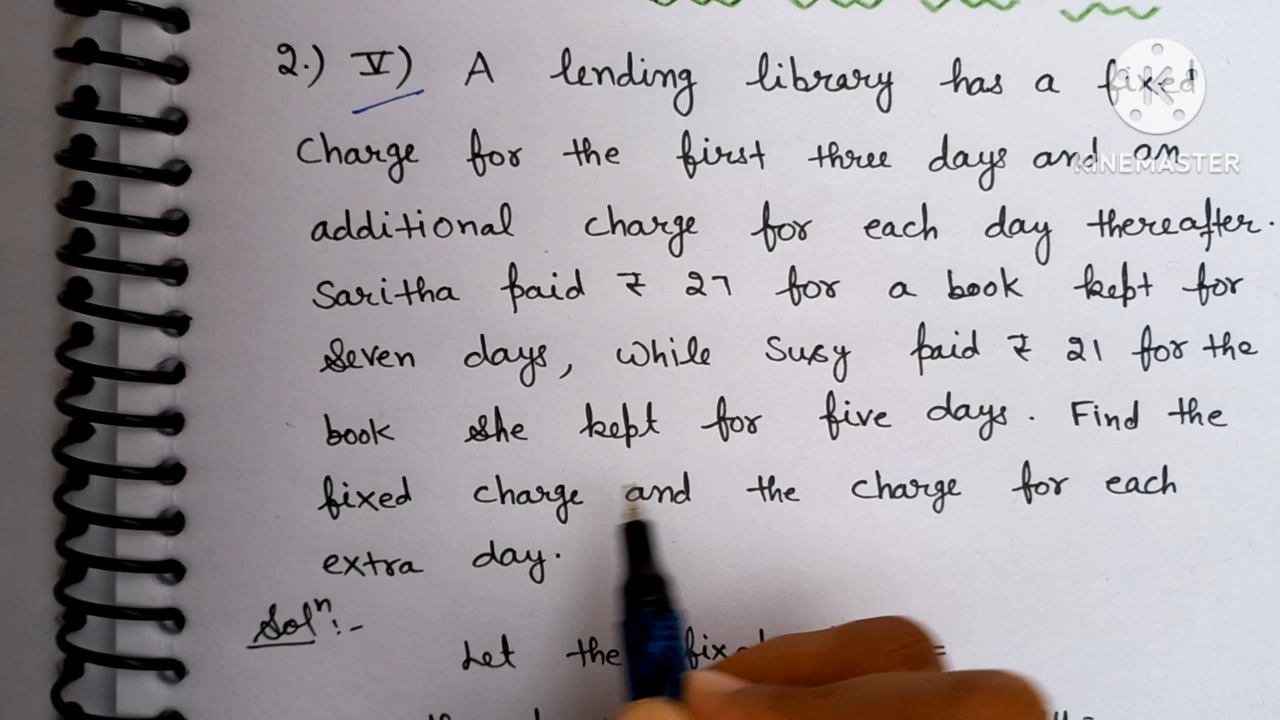 2.) V) A lending library has a fixed
Charge for the first three days and an
additional charge for each day thereafter.
Saritha paid ₹ 27 for a book kept for
Seven days, while Susy paid ₹ 21 for the
book she kept for five days. Find the
fixed charge and the charge for each
extra day.
Solⁿ:-
Let the =
KINEMASTER